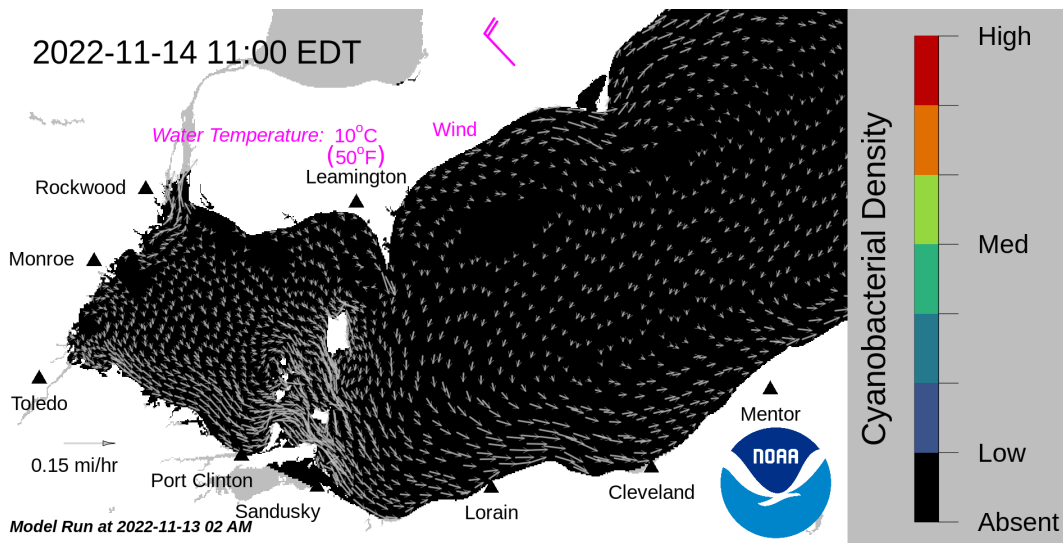 2022-11-14 11:00 EDT
Water Temperature: 10°C
(50°F)
Wind
Leamington
Rockwood
Monroe
Toledo
0.15 mi/hr
Port Clinton
Sandusky
Lorain
Cleveland
Mentor
NOAA
Model Run at 2022-11-13 02 AM
Cyanobacterial Density
High
Med
Low
Absent